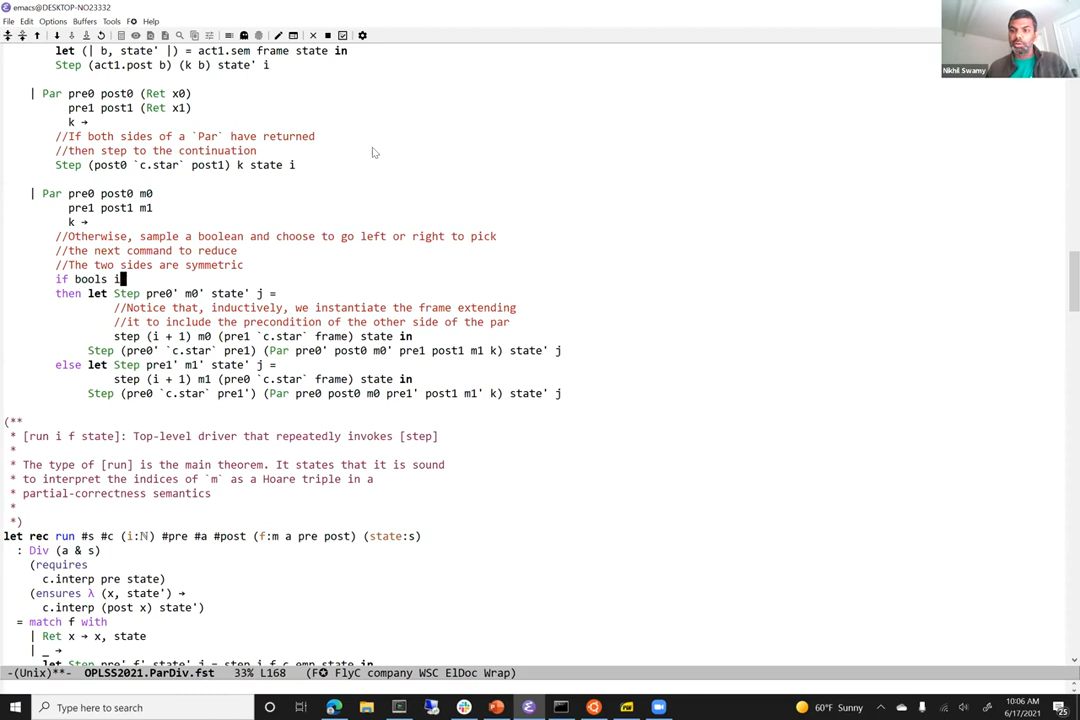 emacs@DESKTOP-NO23332
File Edit Options Buffers Tools F✪ Help
let (| b, state' |) = act1.sem frame state in
Step (act1.post b) (k b) state' i
| Par pre0 post0 (Ret x0)
pre1 post1 (Ret x1)
k →
//If both sides of a `Par` have returned
//then step to the continuation
Step (post0 `c.star` post1) k state i
| Par pre0 post0 m0
pre1 post1 m1
k →
//Otherwise, sample a boolean and choose to go left or right to pick
//the next command to reduce
//The two sides are symmetric
if bools i
then let Step pre0' m0' state' j =
//Notice that, inductively, we instantiate the frame extending
//it to include the precondition of the other side of the par
step (i + 1) m0 (pre1 `c.star` frame) state in
Step (pre0' `c.star` pre1) (Par pre0' post0 m0' pre1 post1 m1 k) state' j
else let Step pre1' m1' state' j =
step (i + 1) m1 (pre0 `c.star` frame) state in
Step (pre0 `c.star` pre1') (Par pre0 post0 m0 pre1' post1 m1' k) state' j
(**
* [run i f state]: Top-level driver that repeatedly invokes [step]
*
* The type of [run] is the main theorem. It states that it is sound
* to interpret the indices of `m` as a Hoare triple in a
* partial-correctness semantics
*
*)
let rec run #s #c (i:ℕ) #pre #a #post (f:m a pre post) (state:s)
: Div (a & s)
(requires
c.interp pre state)
(ensures λ (x, state') →
c.interp (post x) state')
= match f with
| Ret x → x, state
| _ →
let Step pre' f' state' j = step i f c.emp state in
-(Unix)**- OPLSS2021.ParDiv.fst 33% L168 (F✪ FlyC company WSC ElDoc Wrap)
Type here to search
60°F Sunny
10:06 AM
6/17/2021
25
Nikhil Swamy